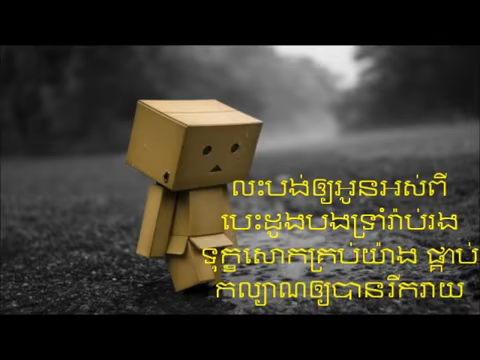 លះបង់ឲ្យអូនអស់ពី
បេះដូងបងទ្រាំរ៉ាប់រង
ទុក្ខសោកគ្រប់យ៉ាង ផ្គាប់
កល្យាណឲ្យបានរីករាយ